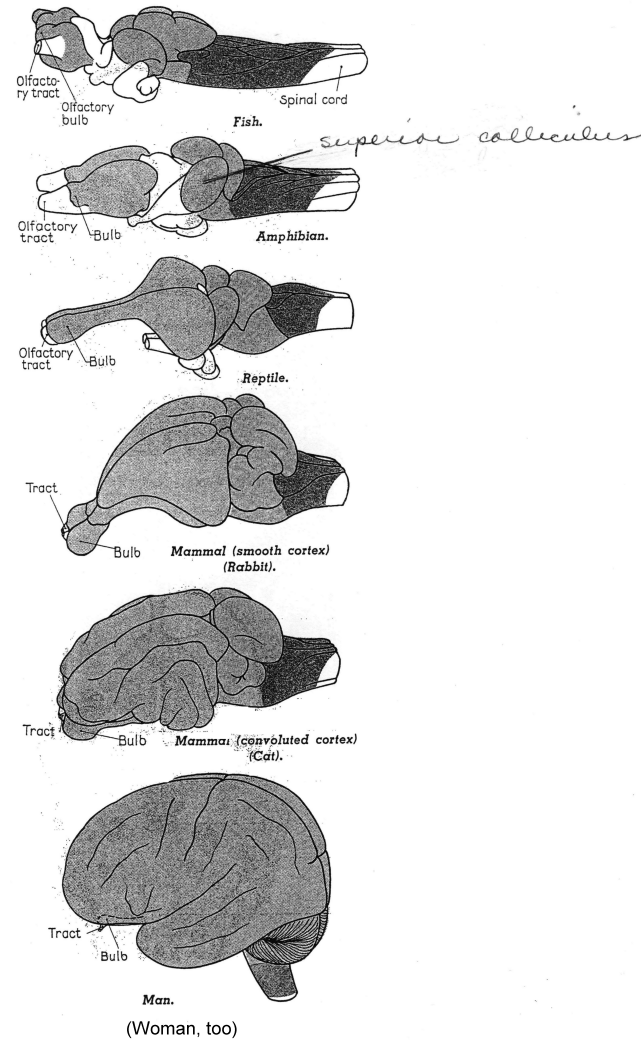 Olfacto-
ry tract
Olfactory
bulb
Spinal cord
Fish.
superior colliculus
Olfactory
tract
Bulb
Amphibian.
Olfactory
tract
Bulb
Reptile.
Tract
Bulb
Mammal (smooth cortex)
(Rabbit).
Tract
Bulb
Mammal (convoluted cortex)
(Cat).
Tract
Bulb
Man.
(Woman, too)